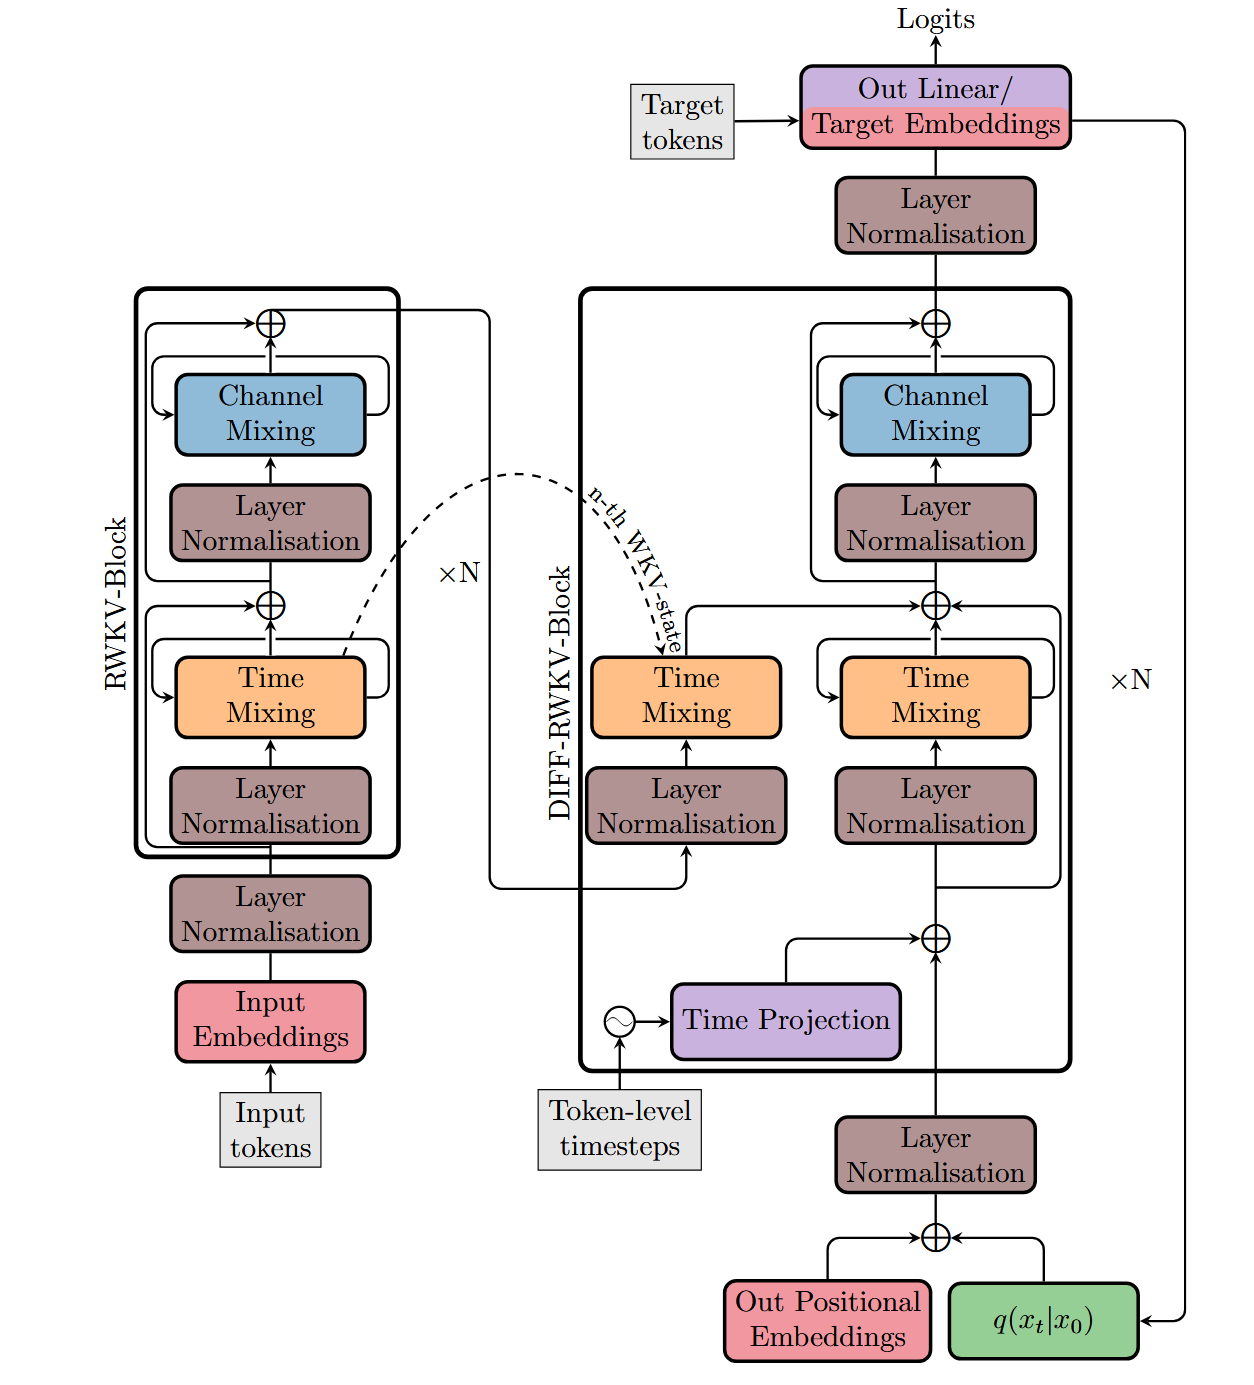 Logits
Out Linear/
Target Embeddings
Target
tokens
Layer
Normalisation
RWKV-Block
Channel
Mixing
Layer
Normalisation
×N
Time
Mixing
Layer
Normalisation
Layer
Normalisation
Input
Embeddings
Input
tokens
n-th WKV-state
DIFF-RWKV-Block
Channel
Mixing
Layer
Normalisation
Time
Mixing
Time
Mixing
×N
Layer
Normalisation
Layer
Normalisation
Time Projection
Token-level
timesteps
Layer
Normalisation
Out Positional
Embeddings
q(xₜ|x₀)